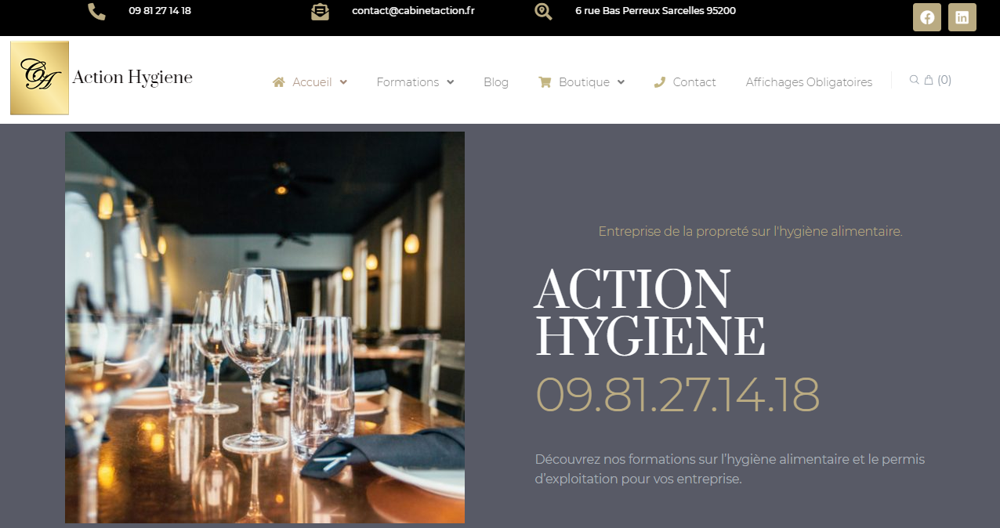 09 81 27 14 18
contact@cabinetaction.fr
6 rue Bas Perreux Sarcelles 95200
CA
Action Hygiene
Accueil
Formations
Blog
Boutique
Contact
Affichages Obligatoires
(0)
Entreprise de la propreté sur l'hygiène alimentaire.
ACTION
HYGIENE
09.81.27.14.18
Découvrez nos formations sur l’hygiène alimentaire et le permis
d’exploitation pour vos entreprise.